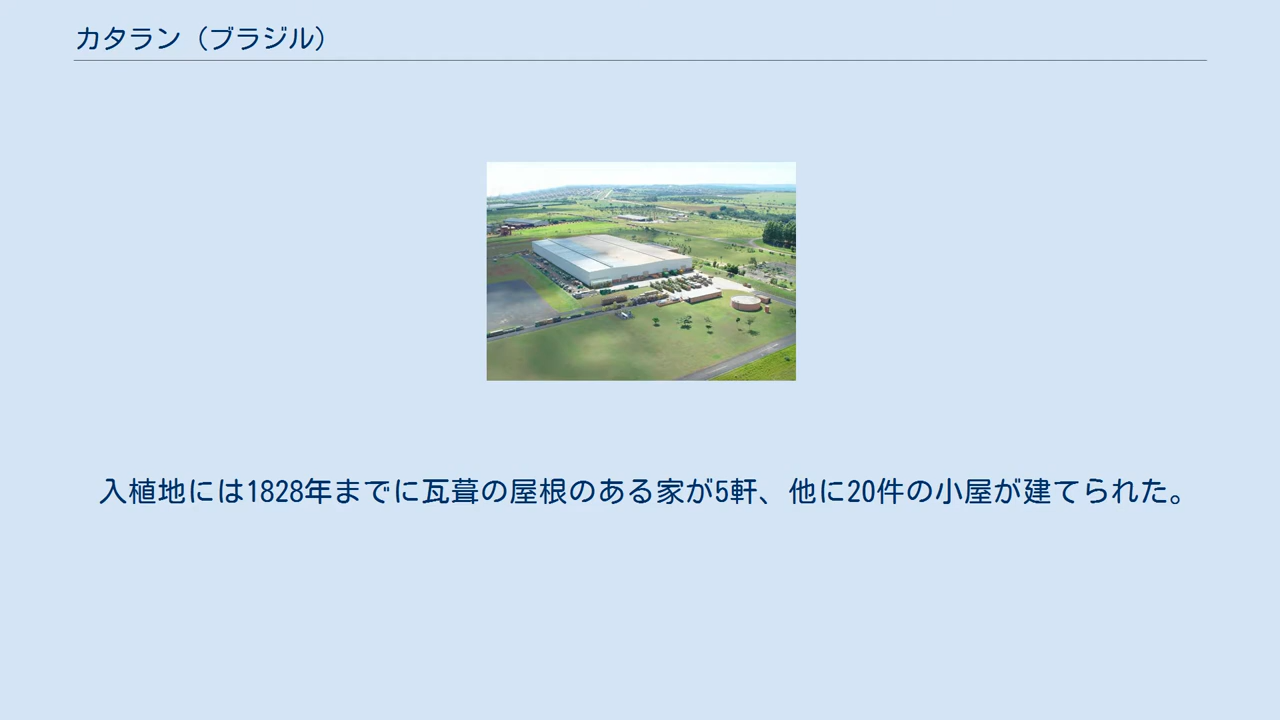 カタラン（ブラジル）
入植地には1828年までに瓦葺の屋根のある家が5軒、他に20件の小屋が建てられた。